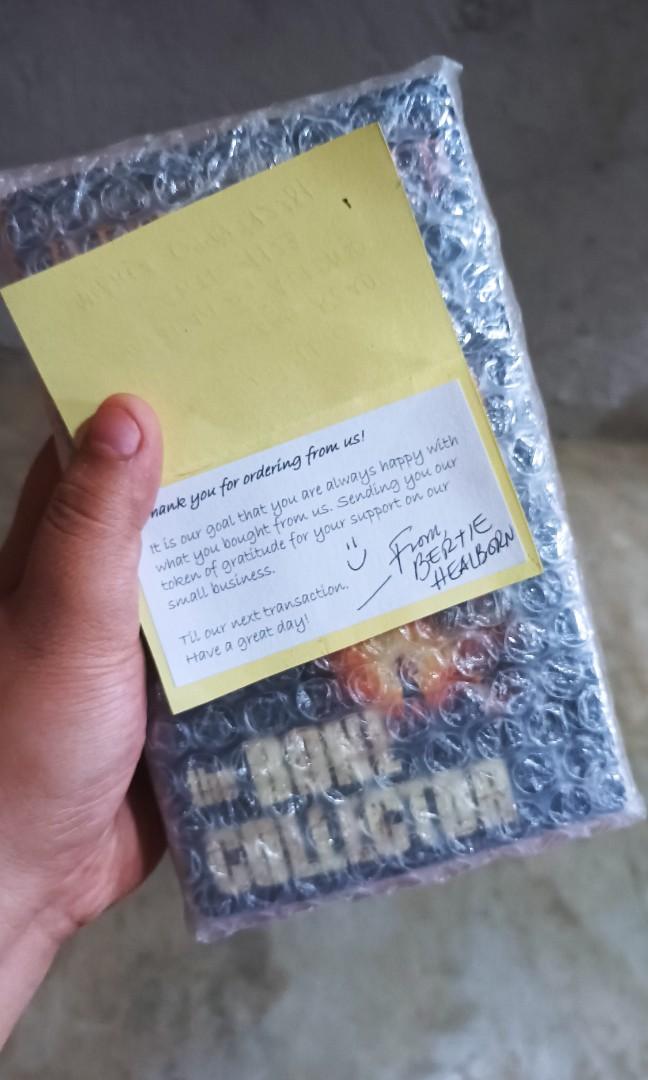 hank you for ordering from us!
It is our goal that you are always happy with
what you bought from us. Sending you our
token of gratitude for your support on our
small business.
Til our next transaction.
Have a great day!
From
BERTIE
HEALBORN
the BONE
COLLECTOR